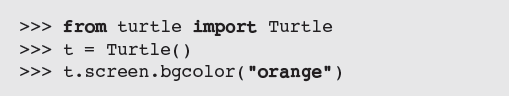 >>> from turtle import Turtle
>>> t = Turtle()
>>> t.screen.bgcolor("orange")